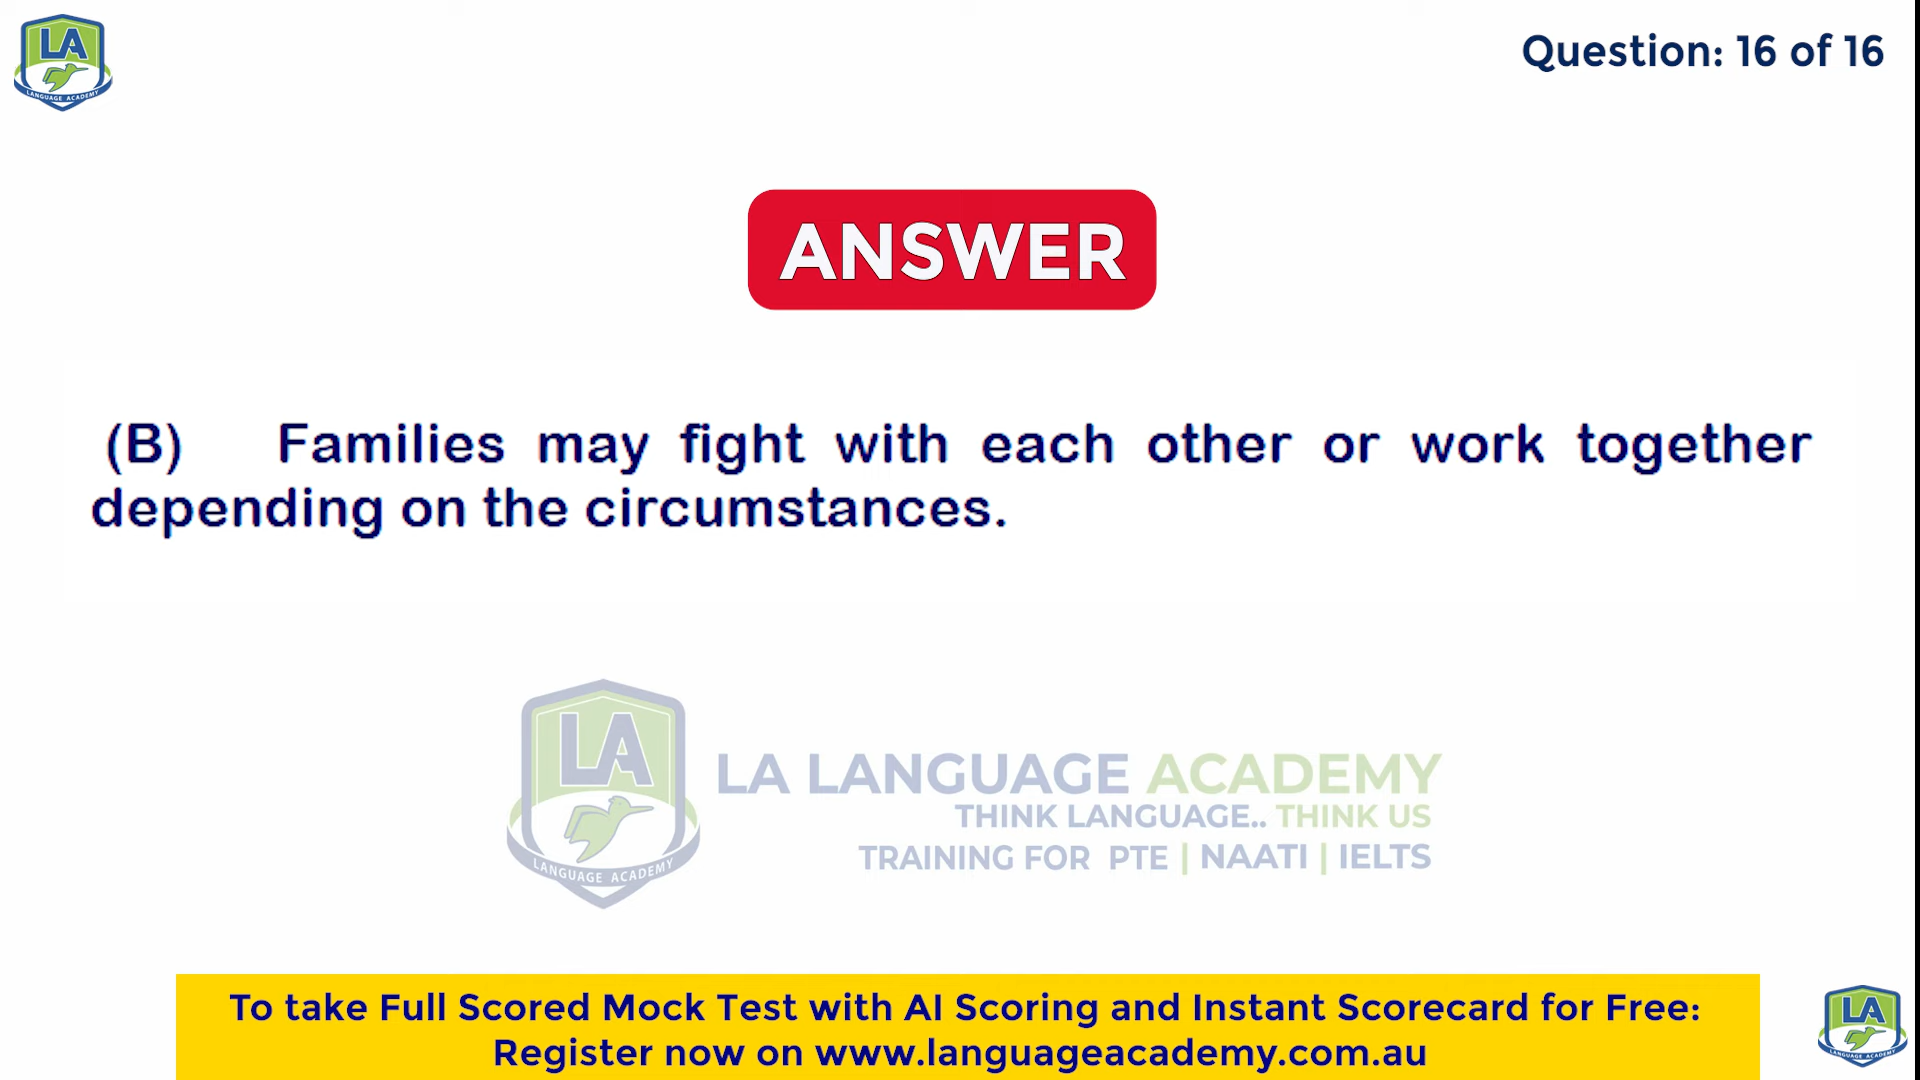 LA
LANGUAGE ACADEMY
Question: 16 of 16
ANSWER
(B) Families may fight with each other or work together
depending on the circumstances.
LA
LANGUAGE ACADEMY
LA LANGUAGE ACADEMY
THINK LANGUAGE.. THINK US
TRAINING FOR PTE | NAATI | IELTS
To take Full Scored Mock Test with AI Scoring and Instant Scorecard for Free:
Register now on www.languageacademy.com.au
LA
LANGUAGE ACADEMY